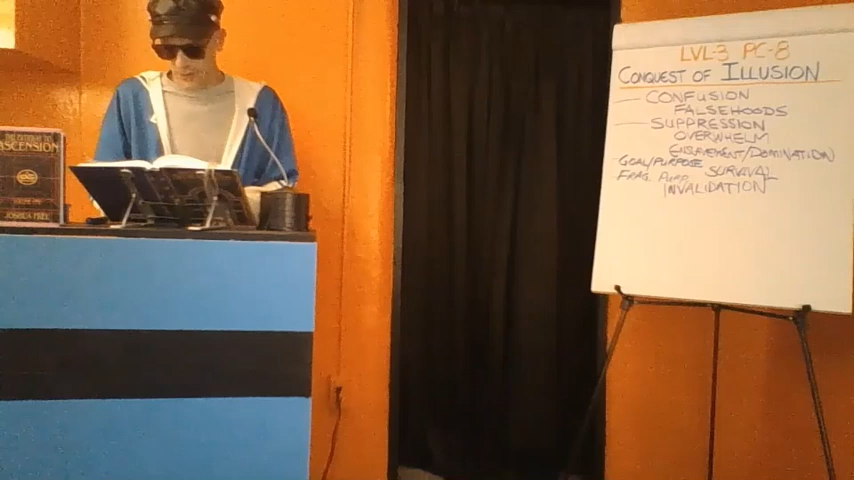 THE PATHWAY TO
ASCENSION
JOSHUA FREE
LVL-3 PC-8
CONQUEST OF ILLUSION
— CONFUSION
FALSEHOODS
— SUPPRESSION
OVERWHELM
ENSLAVEMENT/DOMINATION
- GOAL/PURPOSE SURVIVAL
FRAG. PURP.
INVALIDATION